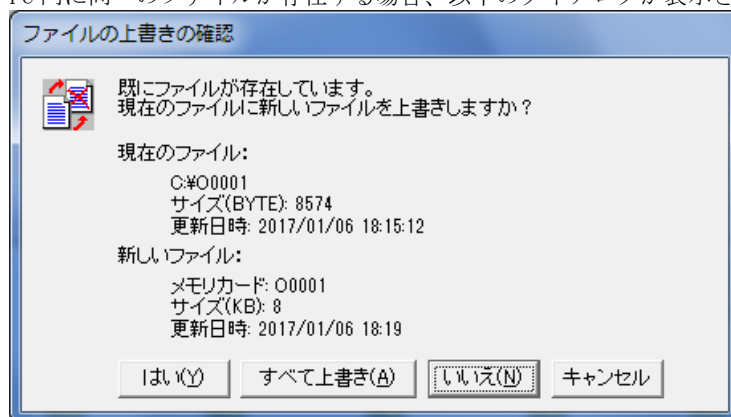 ファイルの上書きの確認
既にファイルが存在しています。
現在のファイルに新しいファイルを上書きしますか？
現在のファイル:
C:¥O0001
サイズ(BYTE): 8574
更新日時: 2017/01/06 18:15:12
新しいファイル:
メモリカード: O0001
サイズ(KB): 8
更新日時: 2017/01/06 18:19
はい(Y)
すべて上書き(A)
いいえ(N)
キャンセル